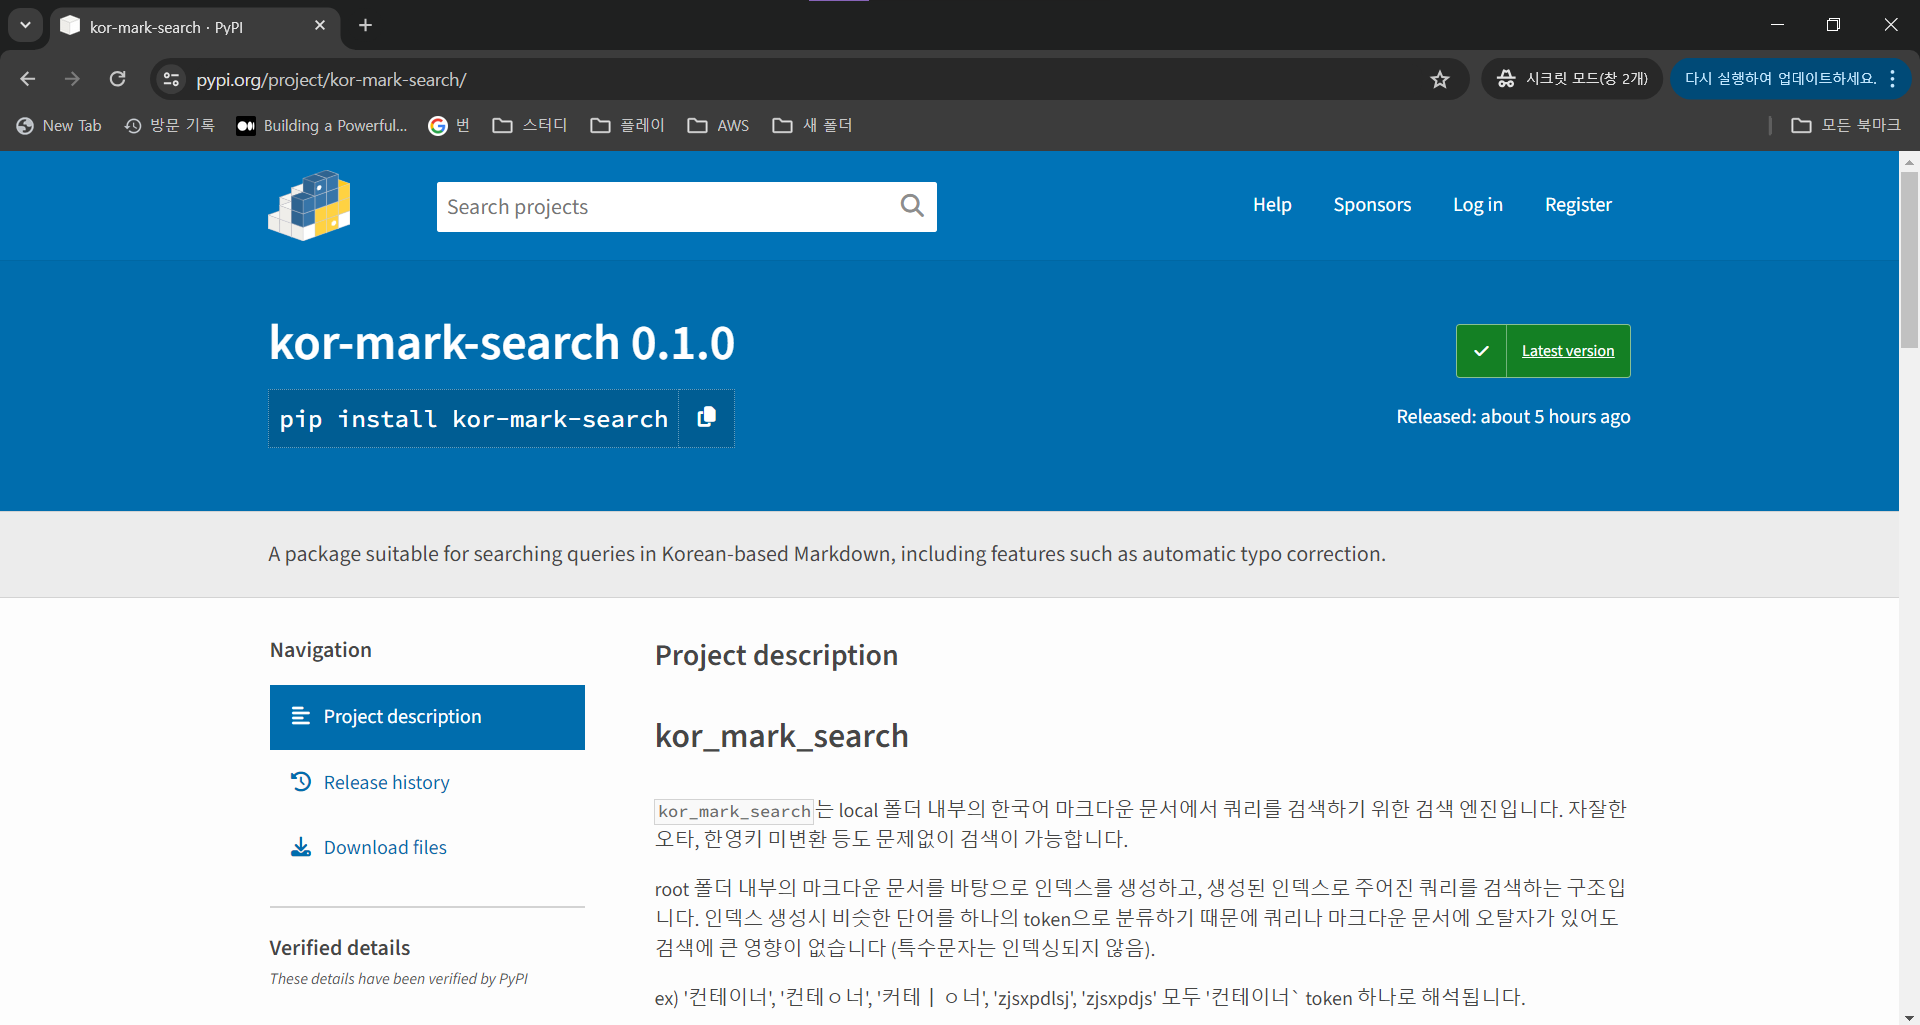 kor-mark-search · PyPI
pypi.org/project/kor-mark-search/
시크릿 모드(창 2개)
다시 실행하여 업데이트하세요.
New Tab
방문 기록
Building a Powerful...
번
스터디
플레이
AWS
새 폴더
모든 북마크
Search projects
Help
Sponsors
Log in
Register
kor-mark-search 0.1.0
Latest version
pip install kor-mark-search
Released: about 5 hours ago
A package suitable for searching queries in Korean-based Markdown, including features such as automatic typo correction.
Navigation
Project description
Release history
Download files
Verified details
These details have been verified by PyPI
Project description
kor_mark_search
kor_mark_search는 local 폴더 내부의 한국어 마크다운 문서에서 쿼리를 검색하기 위한 검색 엔진입니다. 자잘한
오타, 한영키 미변환 등도 문제없이 검색이 가능합니다.
root 폴더 내부의 마크다운 문서를 바탕으로 인덱스를 생성하고, 생성된 인덱스로 주어진 쿼리를 검색하는 구조입
니다. 인덱스 생성시 비슷한 단어를 하나의 token으로 분류하기 때문에 쿼리나 마크다운 문서에 오탈자가 있어도
검색에 큰 영향이 없습니다 (특수문자는 인덱싱되지 않음).
ex) '컨테이너', '컨테ㅇ너', '커테ㅣㅇ너', 'zjsxpdlsj', 'zjsxpdjs' 모두 '컨테이너` token 하나로 해석됩니다.